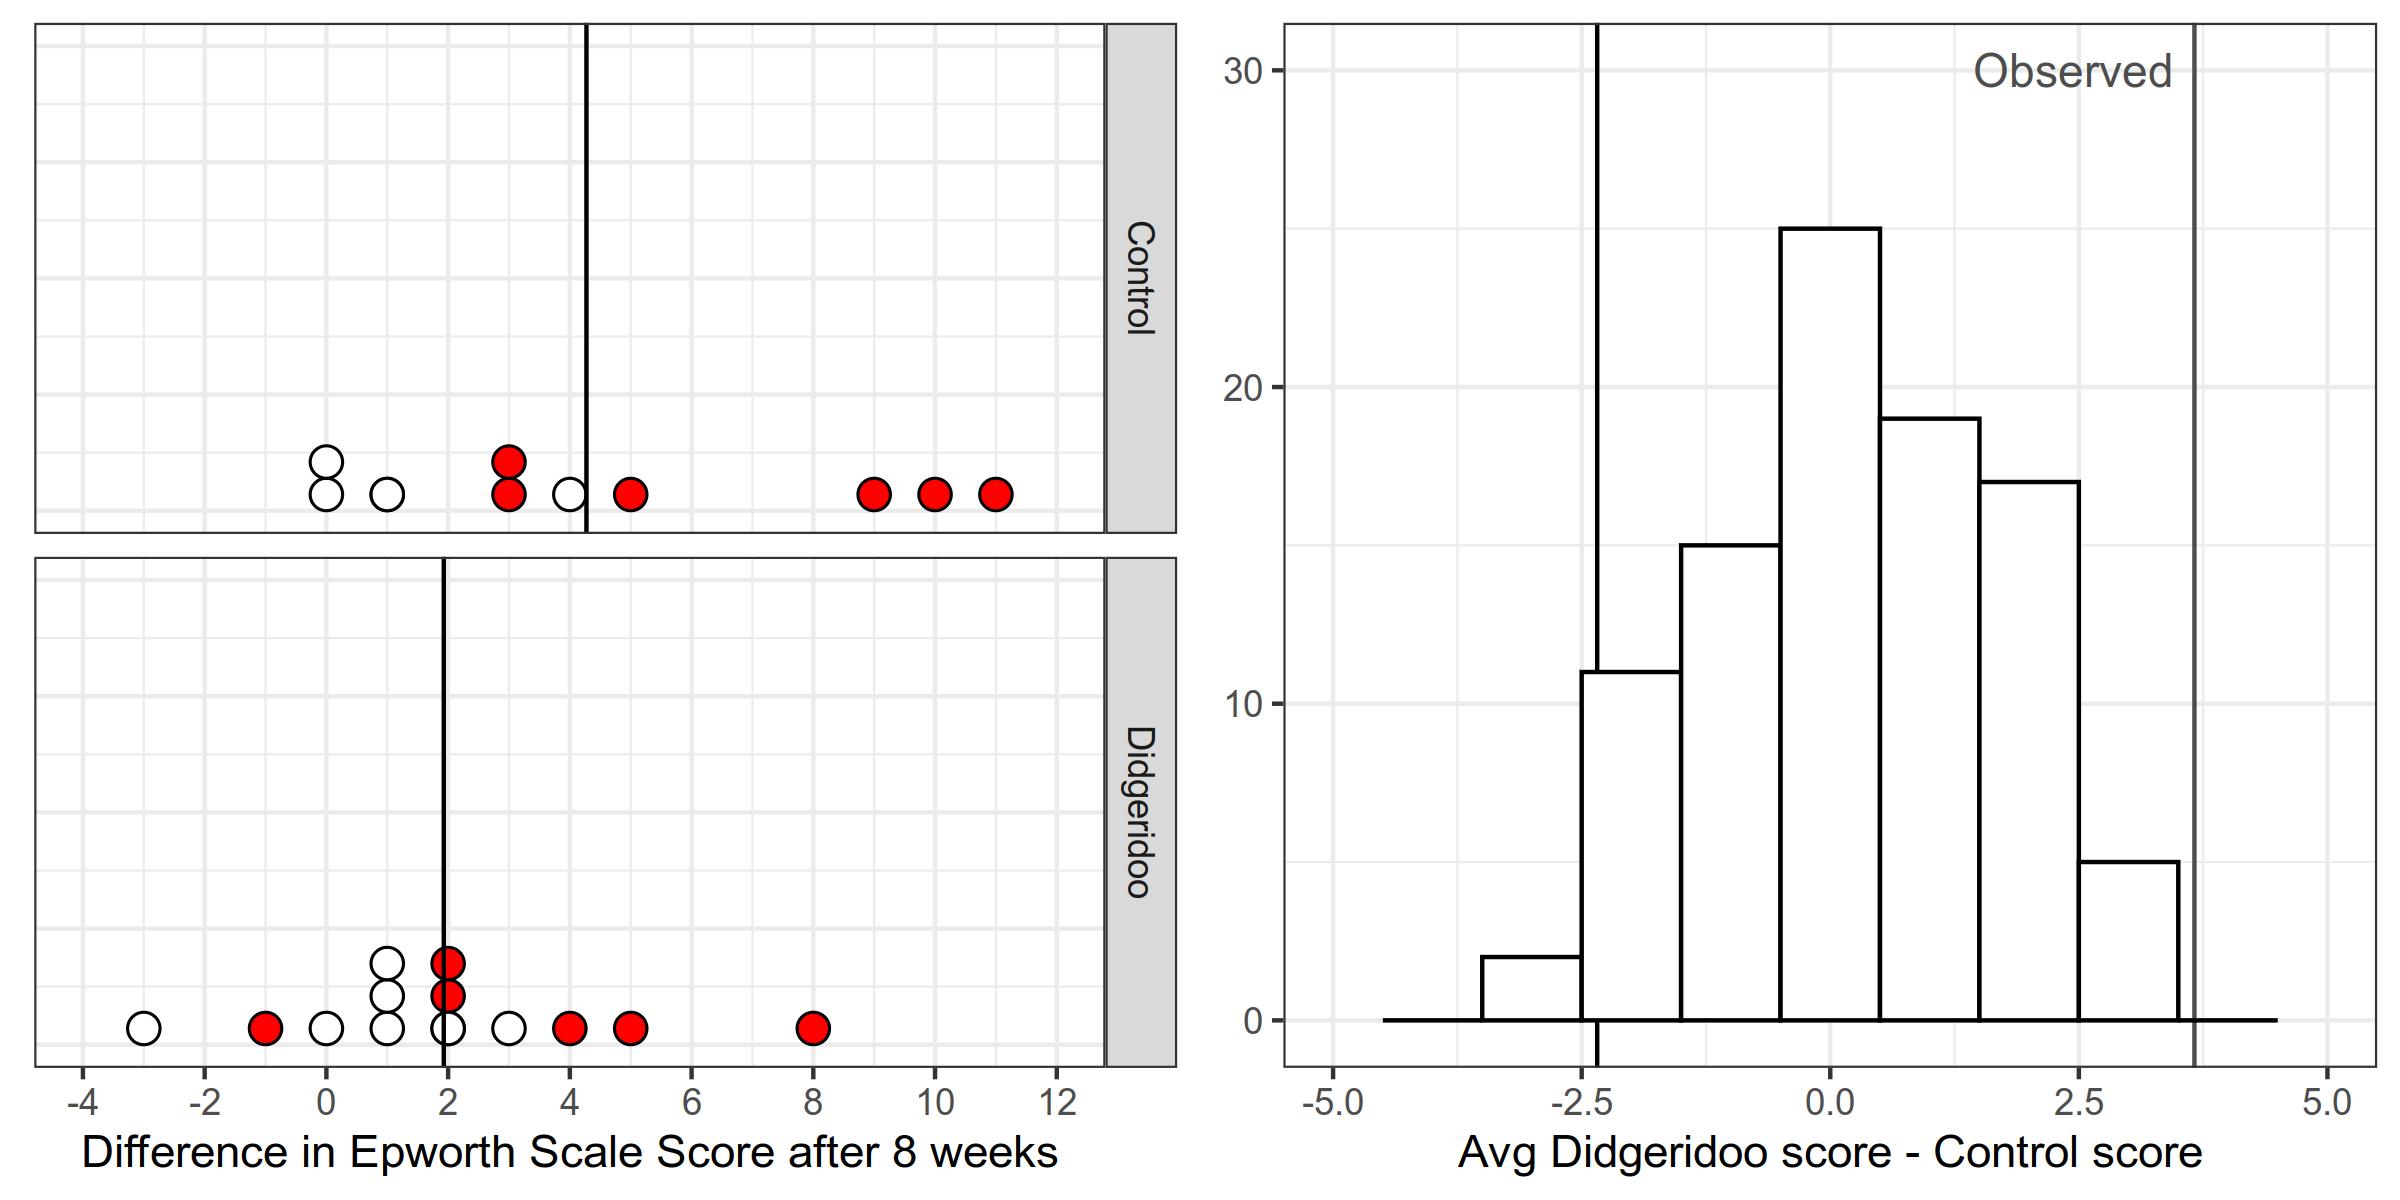 Control
Didgeridoo
-4 -2 0 2 4 6 8 10 12
Difference in Epworth Scale Score after 8 weeks
Observed
30
20
10
0
-5.0 -2.5 0.0 2.5 5.0
Avg Didgeridoo score - Control score